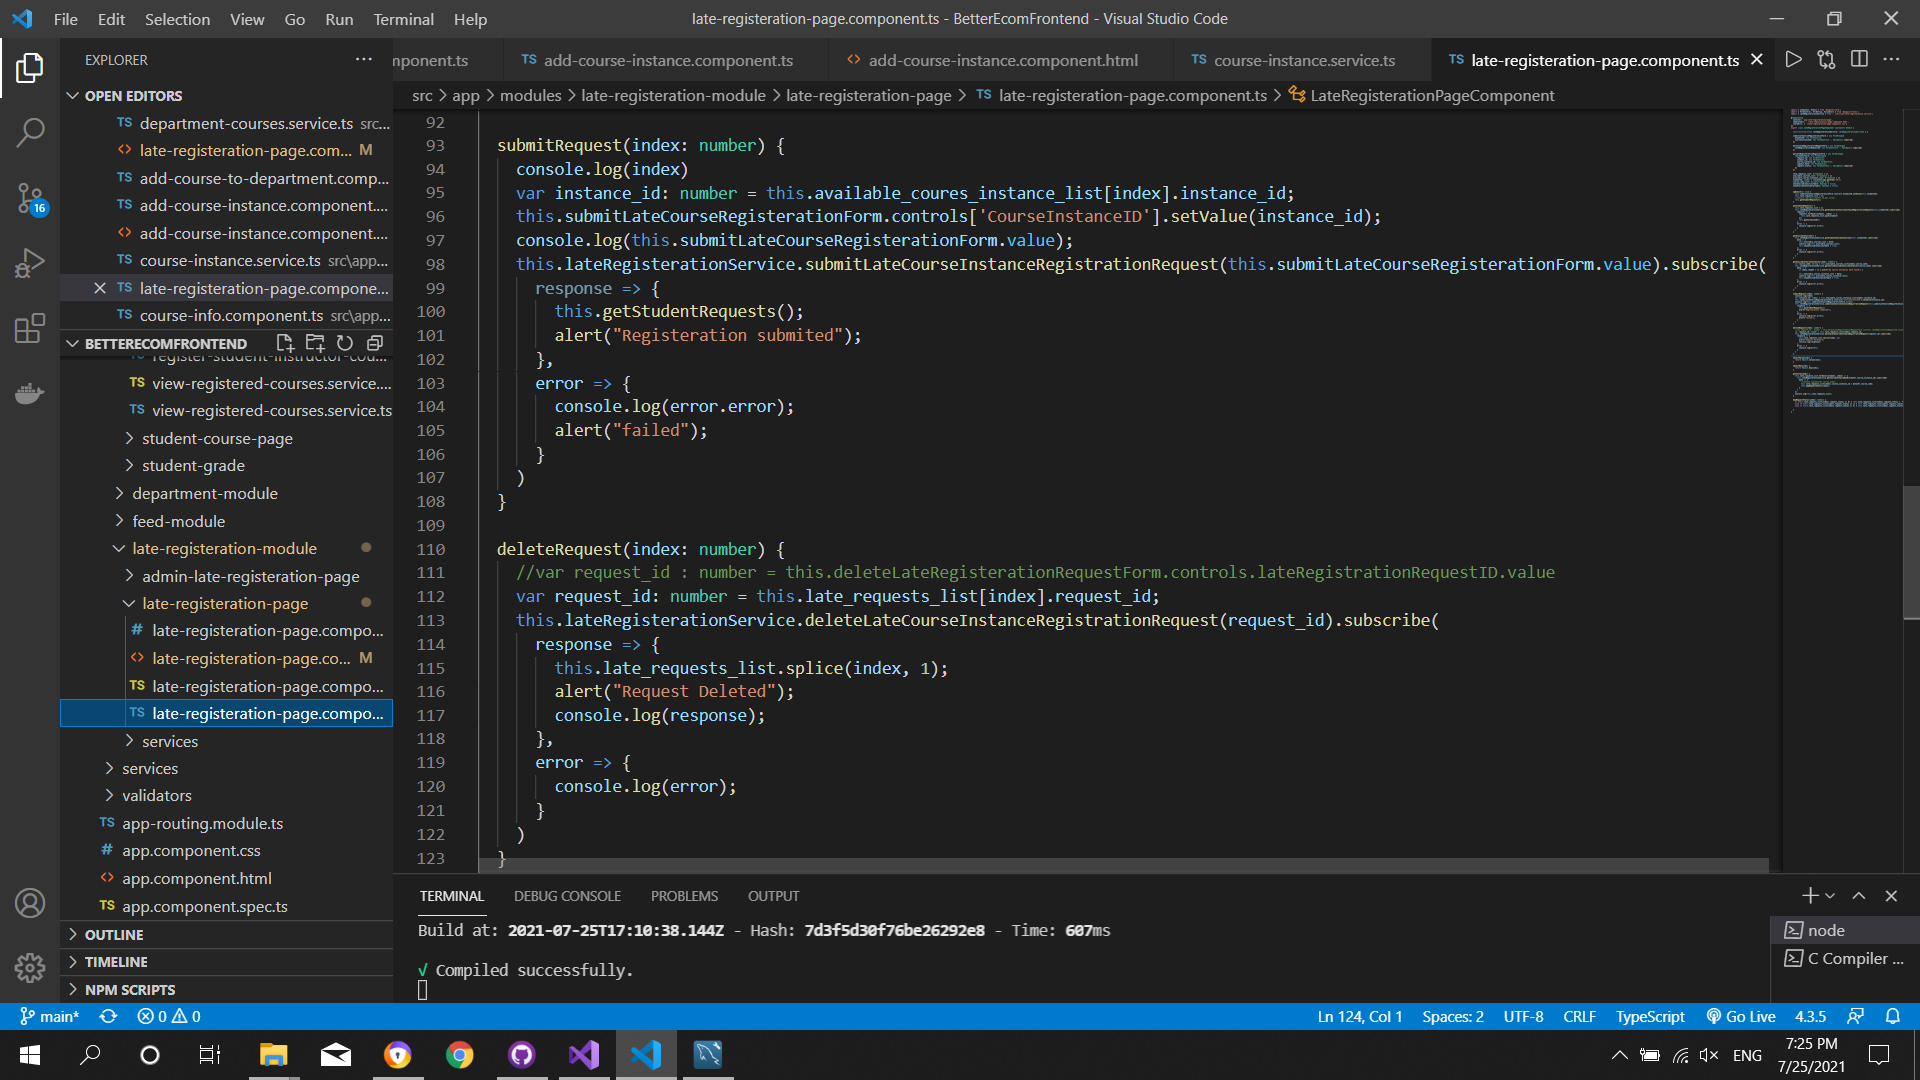 File Edit Selection View Go Run Terminal Help
late-registeration-page.component.ts - BetterEcomFrontend - Visual Studio Code
EXPLORER
nponent.ts
TS add-course-instance.component.ts
<> add-course-instance.component.html
TS course-instance.service.ts
TS late-registeration-page.component.ts
src > app > modules > late-registeration-module > late-registeration-page > TS late-registeration-page.component.ts > LateRegisterationPageComponent
OPEN EDITORS
TS department-courses.service.ts src...
<> late-registeration-page.com... M
TS add-course-to-department.comp...
TS add-course-instance.component....
<> add-course-instance.component....
TS course-instance.service.ts src\app...
TS late-registeration-page.compone...
TS course-info.component.ts src\app...
BETTERECOMFRONTEND
register-student-instructor-cou...
TS view-registered-courses.service....
TS view-registered-courses.service.ts
> student-course-page
> student-grade
> department-module
> feed-module
late-registeration-module
> admin-late-registeration-page
late-registeration-page
# late-registeration-page.compo...
<> late-registeration-page.co... M
TS late-registeration-page.compo...
TS late-registeration-page.compo...
> services
> services
> validators
TS app-routing.module.ts
# app.component.css
<> app.component.html
TS app.component.spec.ts
> OUTLINE
> TIMELINE
> NPM SCRIPTS
16
92
93 submitRequest(index: number) {
94 console.log(index)
95 var instance_id: number = this.available_coures_instance_list[index].instance_id;
96 this.submitLateCourseRegisterationForm.controls['CourseInstanceID'].setValue(instance_id);
97 console.log(this.submitLateCourseRegisterationForm.value);
98 this.lateRegisterationService.submitLateCourseInstanceRegistrationRequest(this.submitLateCourseRegisterationForm.value).subscribe(
99 response => {
100 this.getStudentRequests();
101 alert("Registeration submited");
102 },
103 error => {
104 console.log(error.error);
105 alert("failed");
106 }
107 )
108 }
109
110 deleteRequest(index: number) {
111 //var request_id : number = this.deleteLateRegisterationRequestForm.controls.lateRegistrationRequestID.value
112 var request_id: number = this.late_requests_list[index].request_id;
113 this.lateRegisterationService.deleteLateCourseInstanceRegistrationRequest(request_id).subscribe(
114 response => {
115 this.late_requests_list.splice(index, 1);
116 alert("Request Deleted");
117 console.log(response);
118 },
119 error => {
120 console.log(error);
121 }
122 )
123 }
TERMINAL DEBUG CONSOLE PROBLEMS OUTPUT
Build at: 2021-07-25T17:10:38.144Z - Hash: 7d3f5d30f76be26292e8 - Time: 607ms
√ Compiled successfully.
node
C Compiler ...
main* 0 0
Ln 124, Col 1 Spaces: 2 UTF-8 CRLF TypeScript Go Live 4.3.5
ENG
7:25 PM
7/25/2021